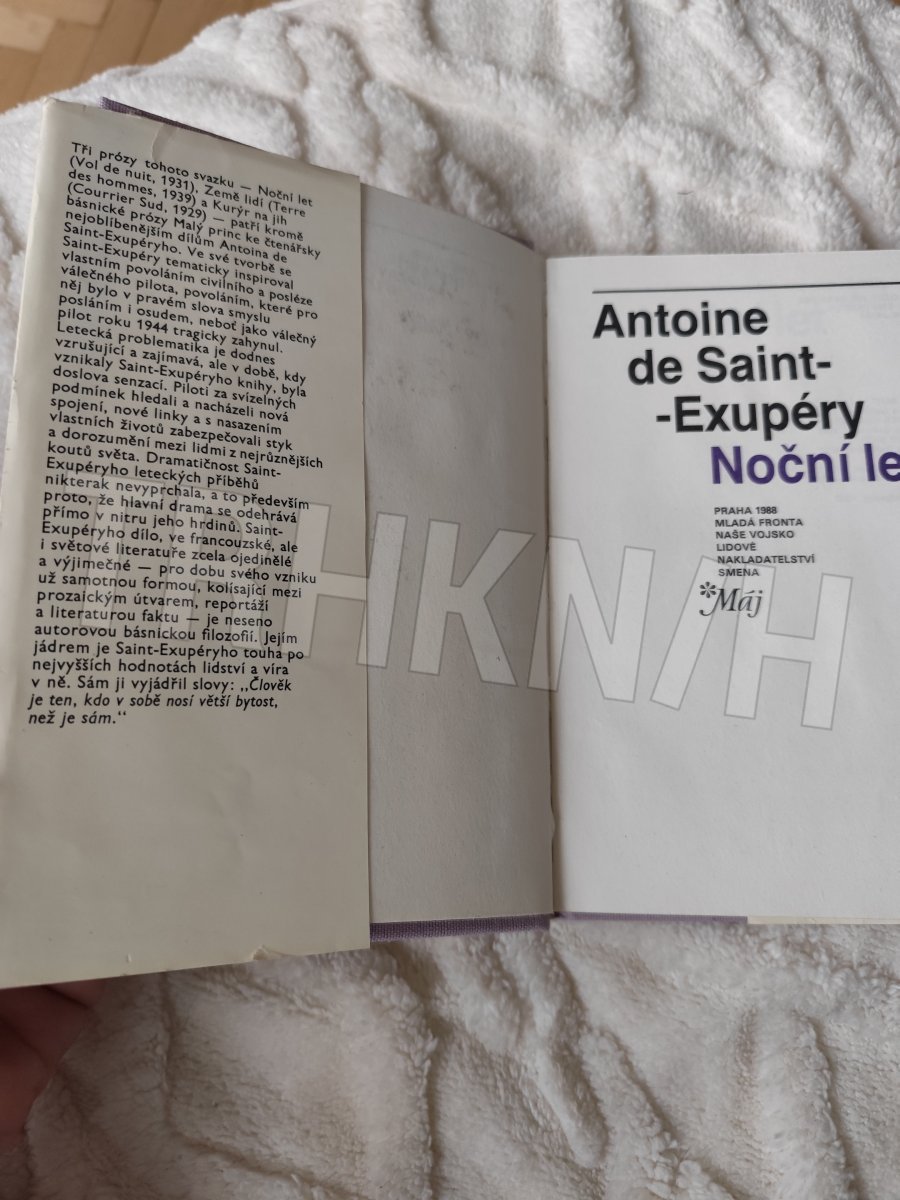 Tři prózy tohoto svazku — Noční let
(Vol de nuit, 1931), Země lidí (Terre
des hommes, 1939) a Kurýr na jih
(Courrier Sud, 1929) — patří kromě
básnické prózy Malý princ ke čtenářsky
nejoblíbenějším dílům Antoina de
Saint-Exupéryho. Ve své tvorbě se
Saint-Exupéry tematicky inspiroval
vlastním povoláním civilního a posléze
válečného pilota, povoláním, které pro
něj bylo v pravém slova smyslu
posláním i osudem, neboť jako válečný
pilot roku 1944 tragicky zahynul.
Letecká problematika je dodnes
vzrušující a zajímavá, ale v době, kdy
vznikaly Saint-Exupéryho knihy, byla
doslova senzací. Piloti za svízelných
podmínek hledali a nacházeli nová
spojení, nové linky a s nasazením
vlastních životů zabezpečovali styk
a dorozumění mezi lidmi z nejrůznějších
koutů světa. Dramatičnost Saint-
Exupéryho leteckých příběhů
nikterak nevyprchala, a to především
proto, že hlavní drama se odehrává
přímo v nitru jeho hrdinů. Saint-
Exupéryho dílo, ve francouzské, ale
i světové literatuře zcela ojedinělé
a výjimečné — pro dobu svého vzniku
už samotnou formou, kolísající mezi
prozaickým útvarem, reportáží
a literaturou faktu — je neseno
autorovou básnickou filozofií. Jejím
jádrem je Saint-Exupéryho touha po
nejvyšších hodnotách lidství a víra
v ně. Sám ji vyjádřil slovy: „Člověk
je ten, kdo v sobě nosí větší bytost,
než je sám.“
Antoine
de Saint-
-Exupéry
Noční le
PRAHA 1988
MLADÁ FRONTA
NAŠE VOJSKO
LIDOVÉ
NAKLADATELSTVÍ
SMENA
*Máj